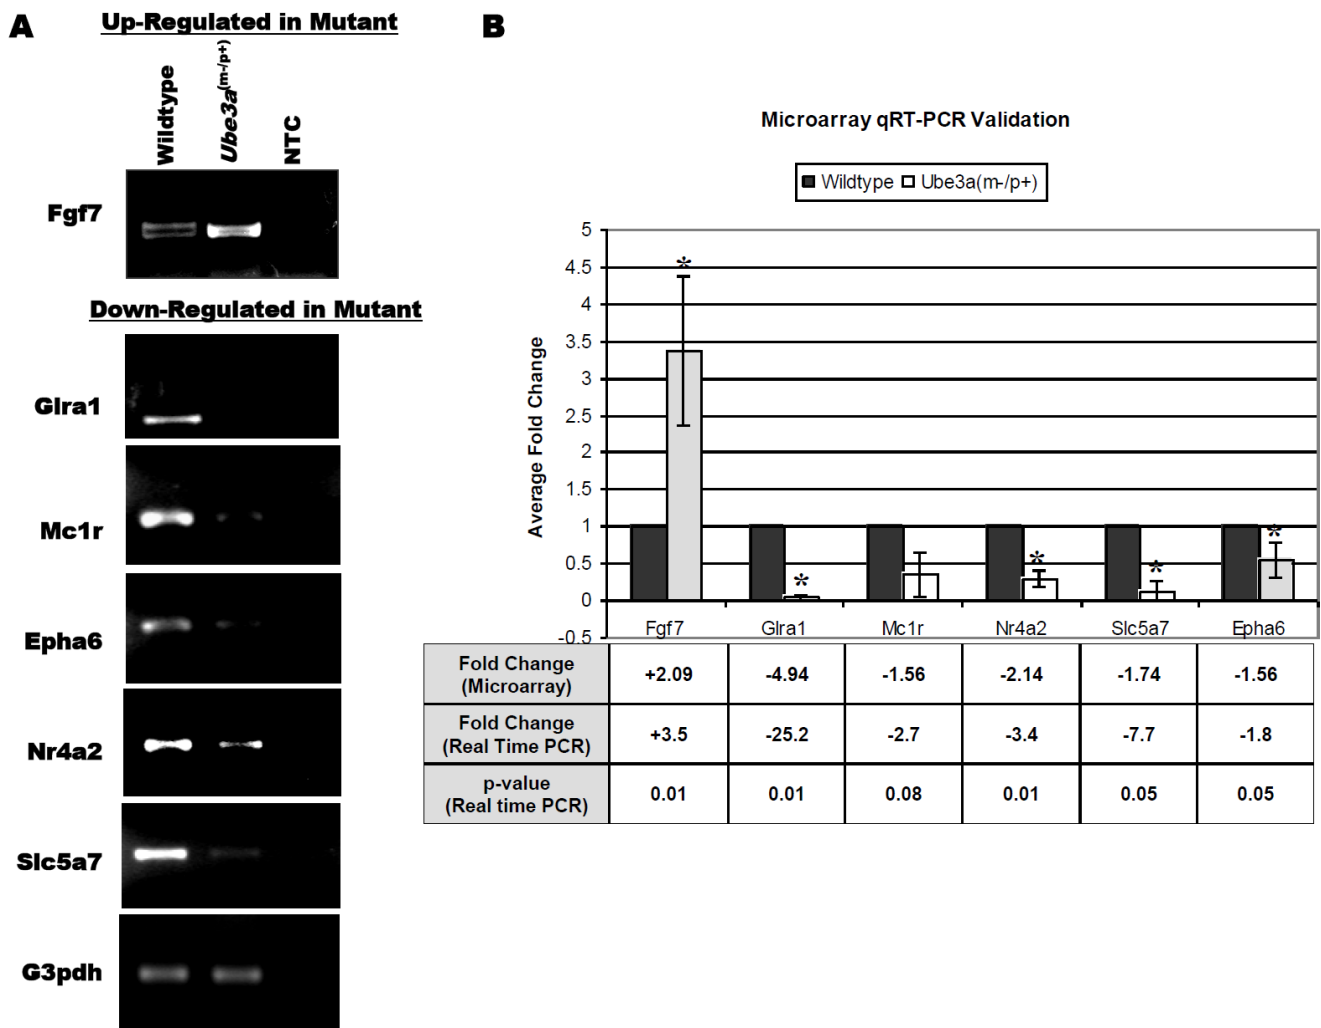 A
Up-Regulated in Mutant
Wildtype
Ube3a(m-/p+)
NTC
Fgf7
Down-Regulated in Mutant
Glra1
Mc1r
Epha6
Nr4a2
Slc5a7
G3pdh
B
Microarray qRT-PCR Validation
Wildtype Ube3a(m-/p+)
Average Fold Change
5
4.5
4
3.5
3
2.5
2
1.5
1
0.5
0
-0.5
* * * * *
Fgf7 Glra1 Mc1r Nr4a2 Slc5a7 Epha6
Fold Change
(Microarray)
+2.09 -4.94 -1.56 -2.14 -1.74 -1.56
Fold Change
(Real Time PCR)
+3.5 -25.2 -2.7 -3.4 -7.7 -1.8
p-value
(Real time PCR)
0.01 0.01 0.08 0.01 0.05 0.05